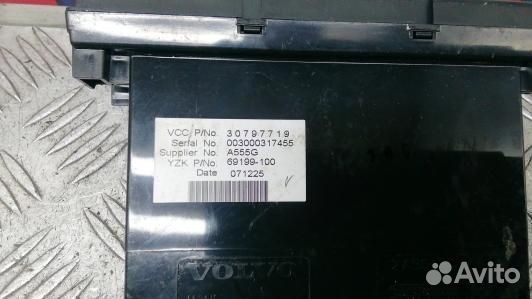 VCC P/No. 30797719
Serial No. 003000317455
Supplier No. A555G
YZK P/No. 69199-100
Date 071225
VOLVO
Avito